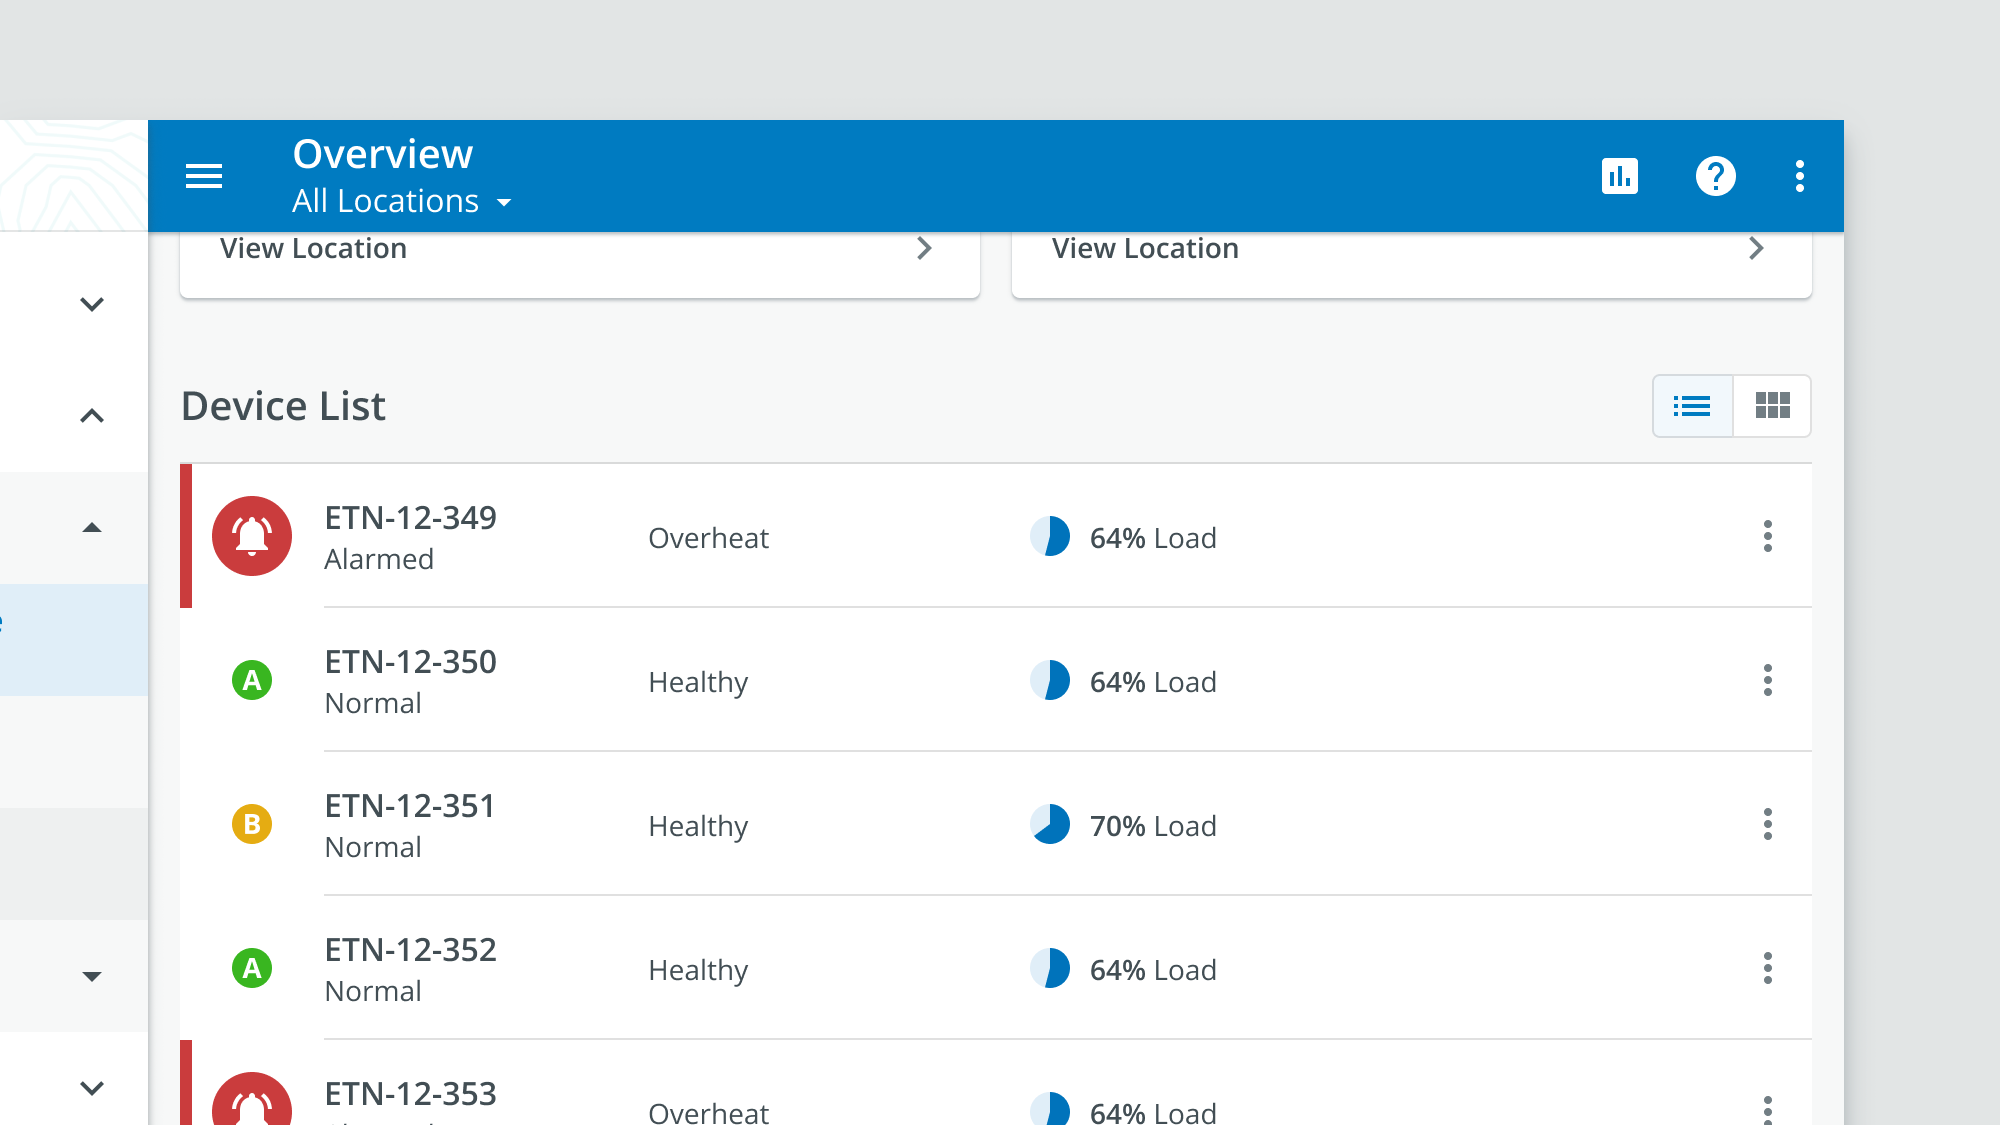 Overview
All Locations
View Location
View Location
Device List
ETN-12-349
Alarmed
Overheat
64% Load
A
ETN-12-350
Normal
Healthy
64% Load
B
ETN-12-351
Normal
Healthy
70% Load
A
ETN-12-352
Normal
Healthy
64% Load
ETN-12-353
Overheat
64% Load